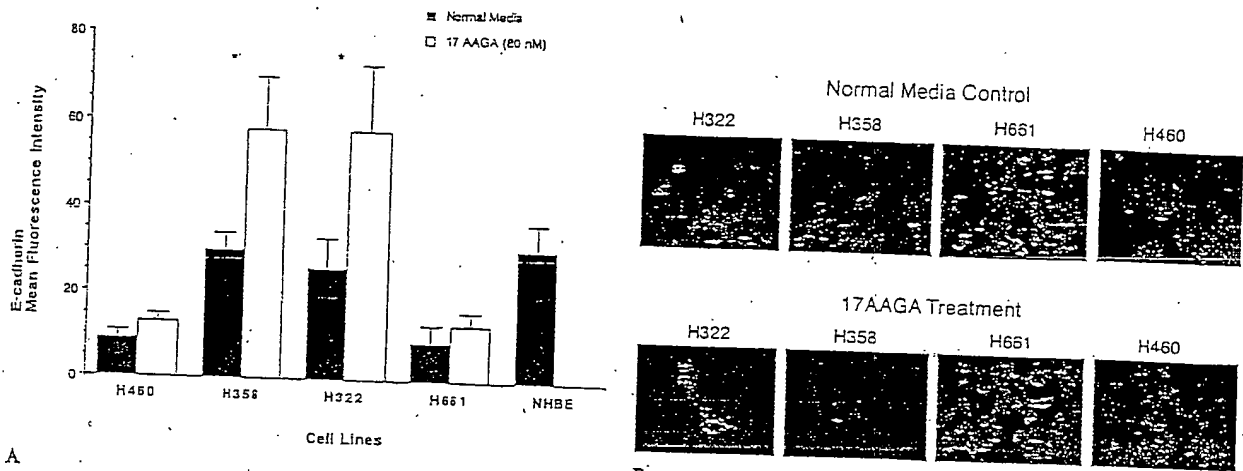 80
60
40
20
0
E-cadhurin
Mean Fluorescence Intensity
Normal Media
17 AAGA (80 nM)
*
*
H460
H358
H322
H661
NHBE
Cell Lines
A
Normal Media Control
H322
H358
H661
H460
17AAGA Treatment
H322
H358
H661
H460